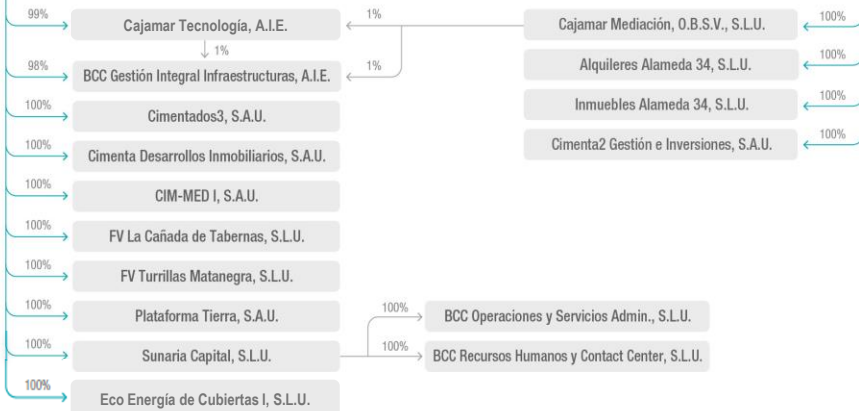 99%
Cajamar Tecnología, A.I.E.
1%
Cajamar Mediación, O.B.S.V., S.L.U.
100%
1%
98%
BCC Gestión Integral Infraestructuras, A.I.E.
1%
Alquileres Alameda 34, S.L.U.
100%
100%
Cimentados3, S.A.U.
Inmuebles Alameda 34, S.L.U.
100%
100%
Cimenta Desarrollos Inmobiliarios, S.A.U.
Cimenta2 Gestión e Inversiones, S.A.U.
100%
100%
CIM-MED I, S.A.U.
100%
FV La Cañada de Tabernas, S.L.U.
100%
FV Turrillas Matanegra, S.L.U.
100%
Plataforma Tierra, S.A.U.
100%
BCC Operaciones y Servicios Admin., S.L.U.
100%
Sunaria Capital, S.L.U.
100%
BCC Recursos Humanos y Contact Center, S.L.U.
100%
Eco Energía de Cubiertas I, S.L.U.